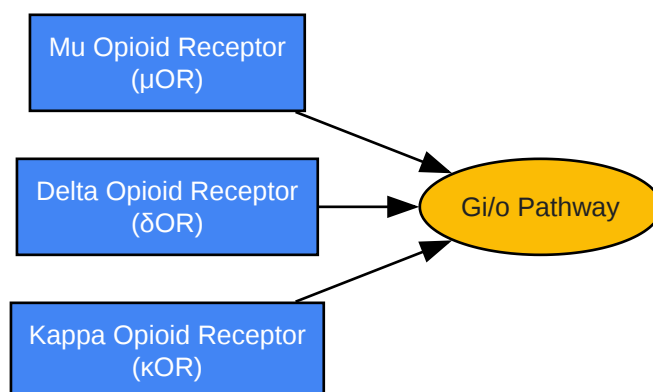 Mu Opioid Receptor
(μOR)
Delta Opioid Receptor
(δOR)
Gi/o Pathway
Kappa Opioid Receptor
(κOR)